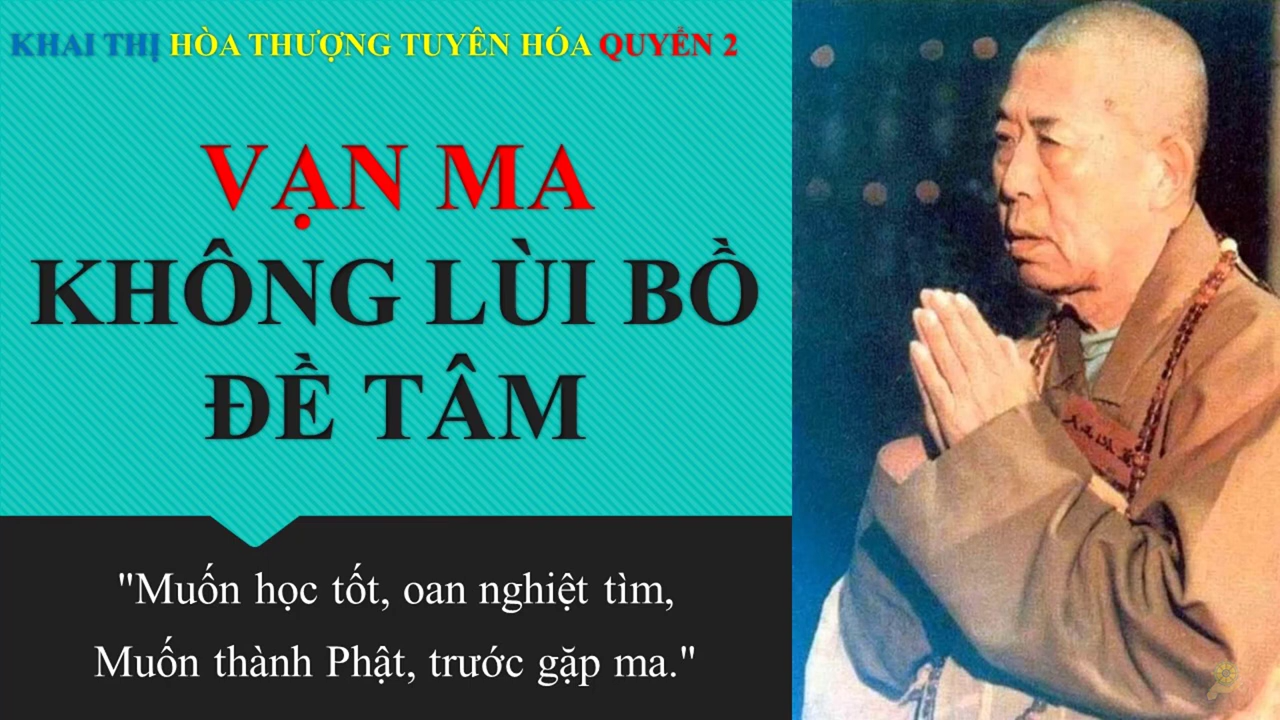 KHAI THỊ HÒA THƯỢNG TUYÊN HÓA QUYỂN 2
VẠN MA
KHÔNG LÙI BỒ
ĐỀ TÂM
"Muốn học tốt, oan nghiệt tìm,
Muốn thành Phật, trước gặp ma."